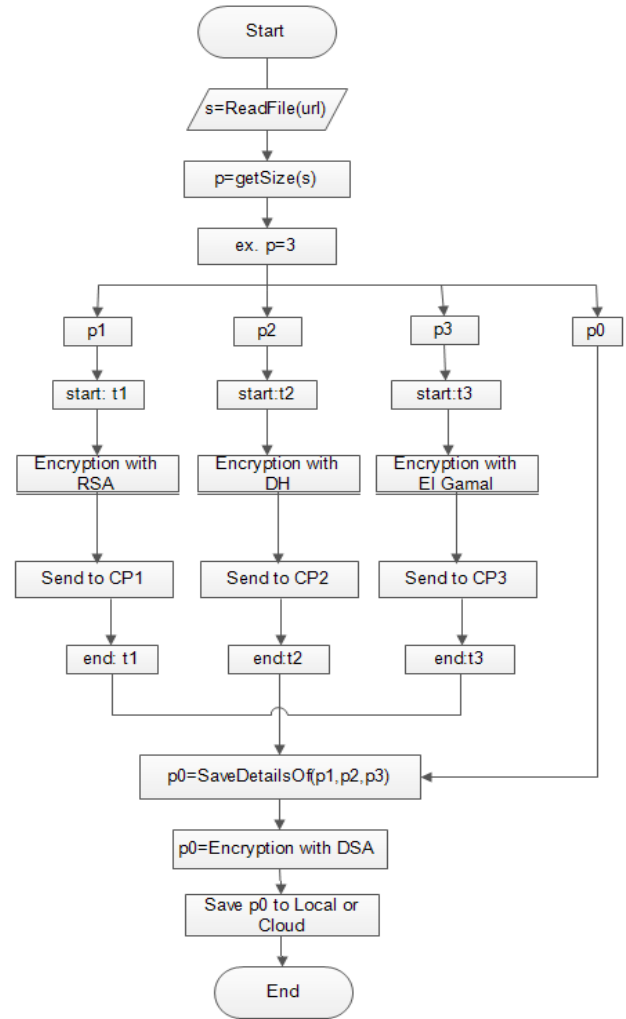 Start
s=ReadFile(url)
p=getSize(s)
ex. p=3
p1
p2
p3
p0
start: t1
start:t2
start:t3
Encryption with
RSA
Encryption with
DH
Encryption with
El Gamal
Send to CP1
Send to CP2
Send to CP3
end: t1
end:t2
end:t3
p0=SaveDetailsOf(p1,p2,p3)
p0=Encryption with DSA
Save p0 to Local or
Cloud
End